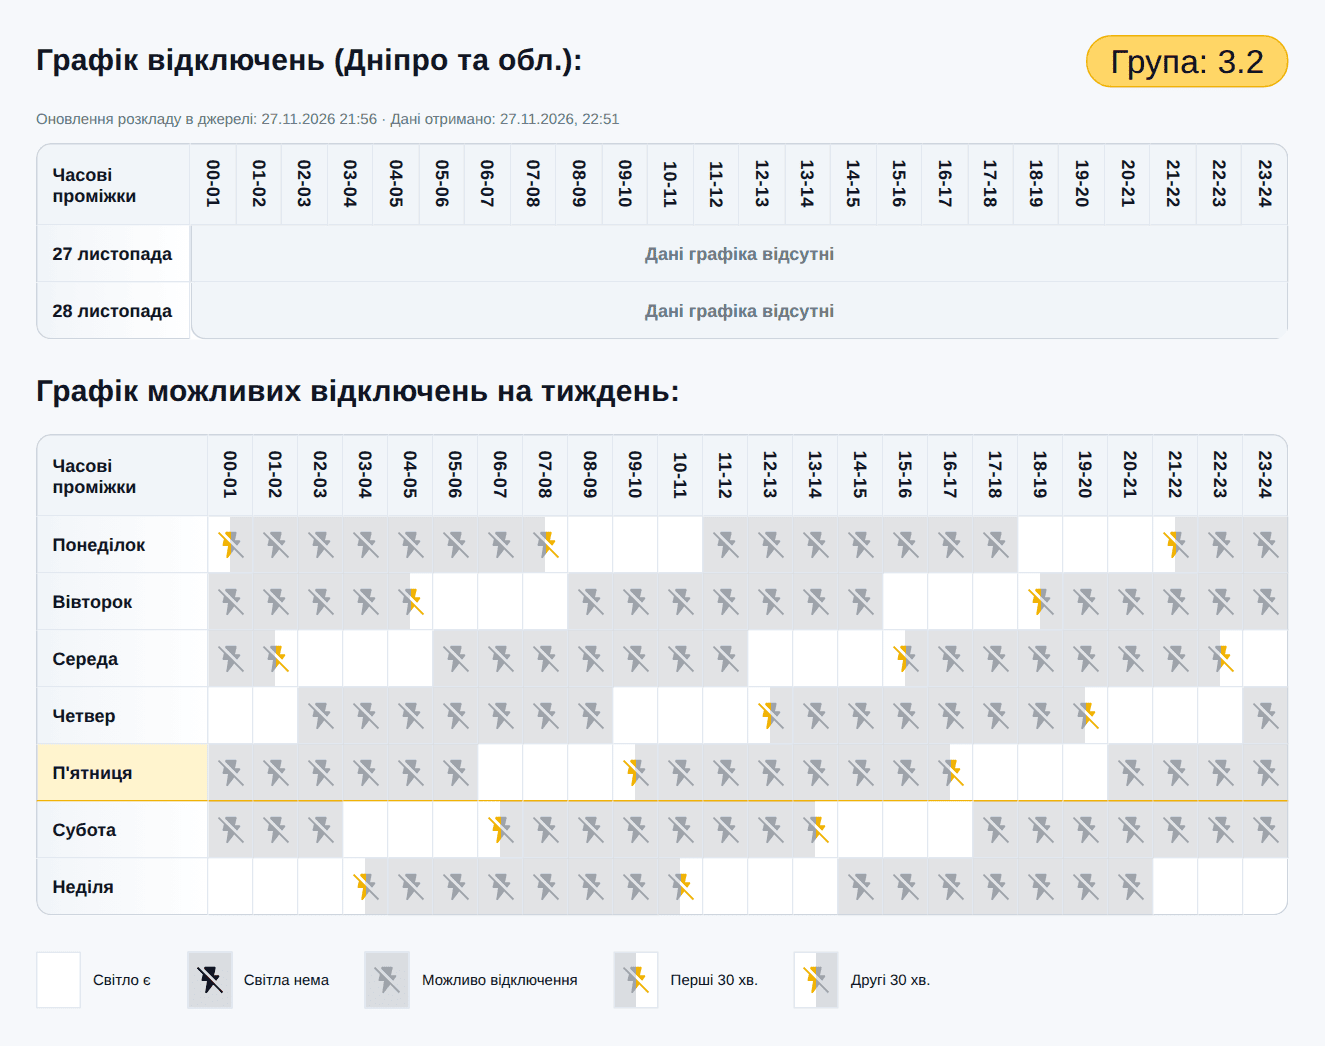 Графік відключень (Дніпро та обл.):
Група: 3.2
Оновлення розкладу в джерелі: 27.11.2026 21:56 · Дані отримано: 27.11.2026, 22:51
Часові
проміжки
00-01 01-02 02-03 03-04 04-05 05-06 06-07 07-08 08-09 09-10 10-11 11-12 12-13 13-14 14-15 15-16 16-17 17-18 18-19 19-20 20-21 21-22 22-23 23-24
27 листопада Дані графіка відсутні
28 листопада Дані графіка відсутні
Графік можливих відключень на тиждень:
Часові
проміжки
00-01 01-02 02-03 03-04 04-05 05-06 06-07 07-08 08-09 09-10 10-11 11-12 12-13 13-14 14-15 15-16 16-17 17-18 18-19 19-20 20-21 21-22 22-23 23-24
Понеділок
Вівторок
Середа
Четвер
П'ятниця
Субота
Неділя
Світло є Світла нема Можливо відключення Перші 30 хв. Другі 30 хв.